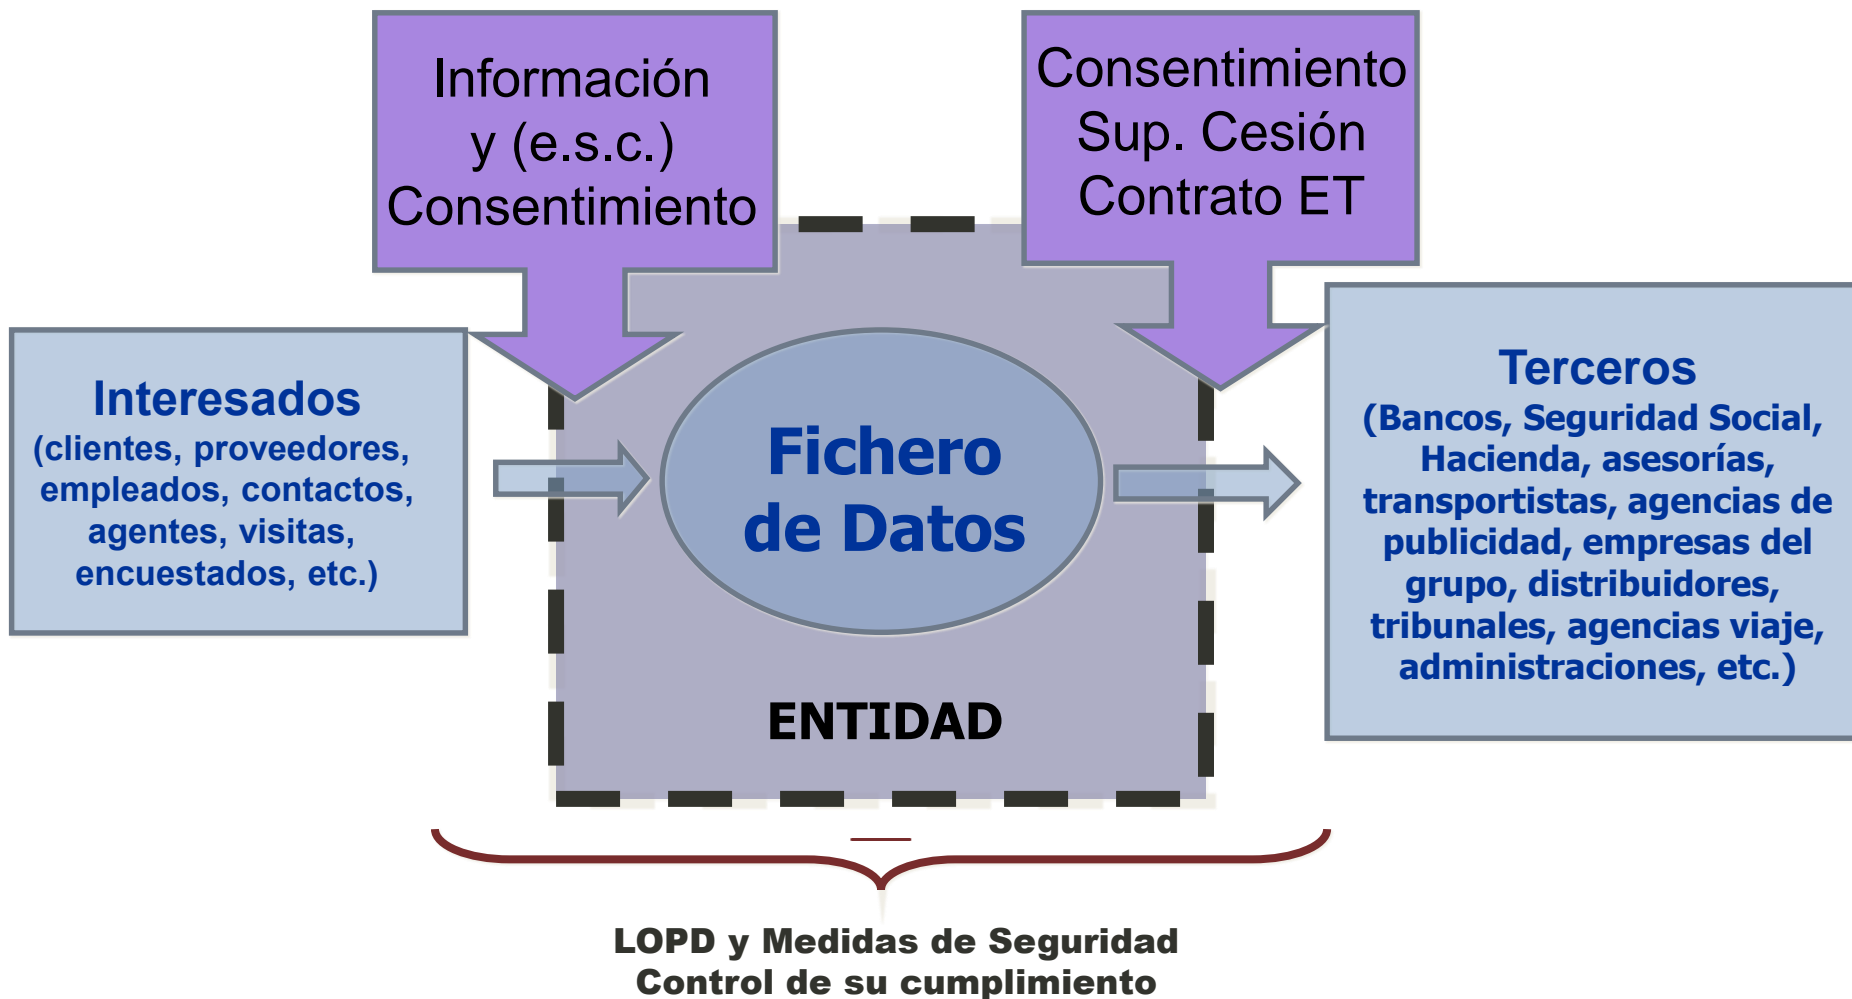 Información
y (e.s.c.)
Consentimiento
Consentimiento
Sup. Cesión
Contrato ET
Interesados
(clientes, proveedores,
empleados, contactos,
agentes, visitas,
encuestados, etc.)
Fichero
de Datos
ENTIDAD
Terceros
(Bancos, Seguridad Social,
Hacienda, asesorías,
transportistas, agencias de
publicidad, empresas del
grupo, distribuidores,
tribunales, agencias viaje,
administraciones, etc.)
LOPD y Medidas de Seguridad
Control de su cumplimiento